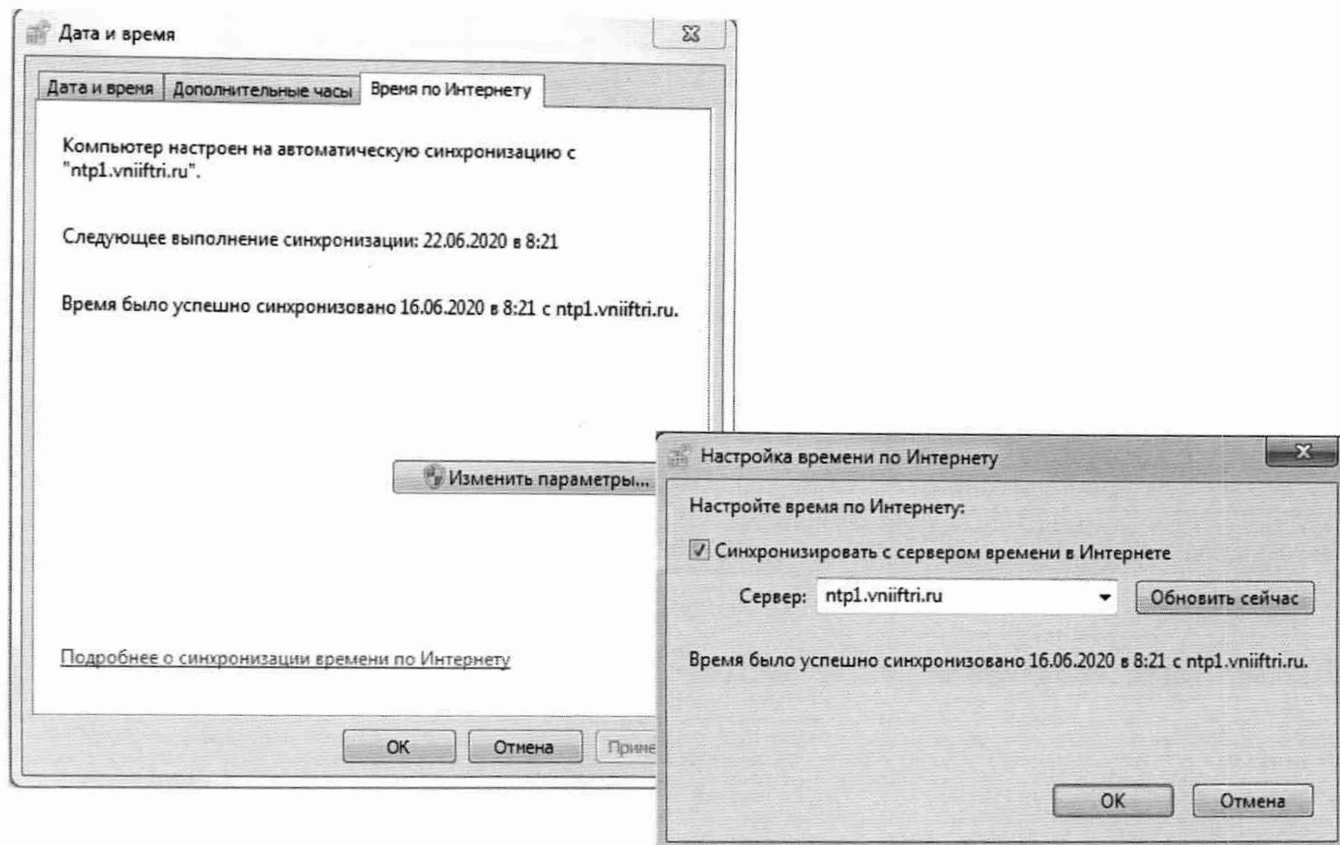 Дата и время
Дата и время Дополнительные часы Время по Интернету
Компьютер настроен на автоматическую синхронизацию с
"ntp1.vniiftri.ru".
Следующее выполнение синхронизации: 22.06.2020 в 8:21
Время было успешно синхронизовано 16.06.2020 в 8:21 с ntp1.vniiftri.ru.
Изменить параметры...
Подробнее о синхронизации времени по Интернету
ОК Отмена Приме
Настройка времени по Интернету
Настройте время по Интернету:
Синхронизировать с сервером времени в Интернете
Сервер: ntp1.vniiftri.ru Обновить сейчас
Время было успешно синхронизовано 16.06.2020 в 8:21 с ntp1.vniiftri.ru.
ОК Отмена